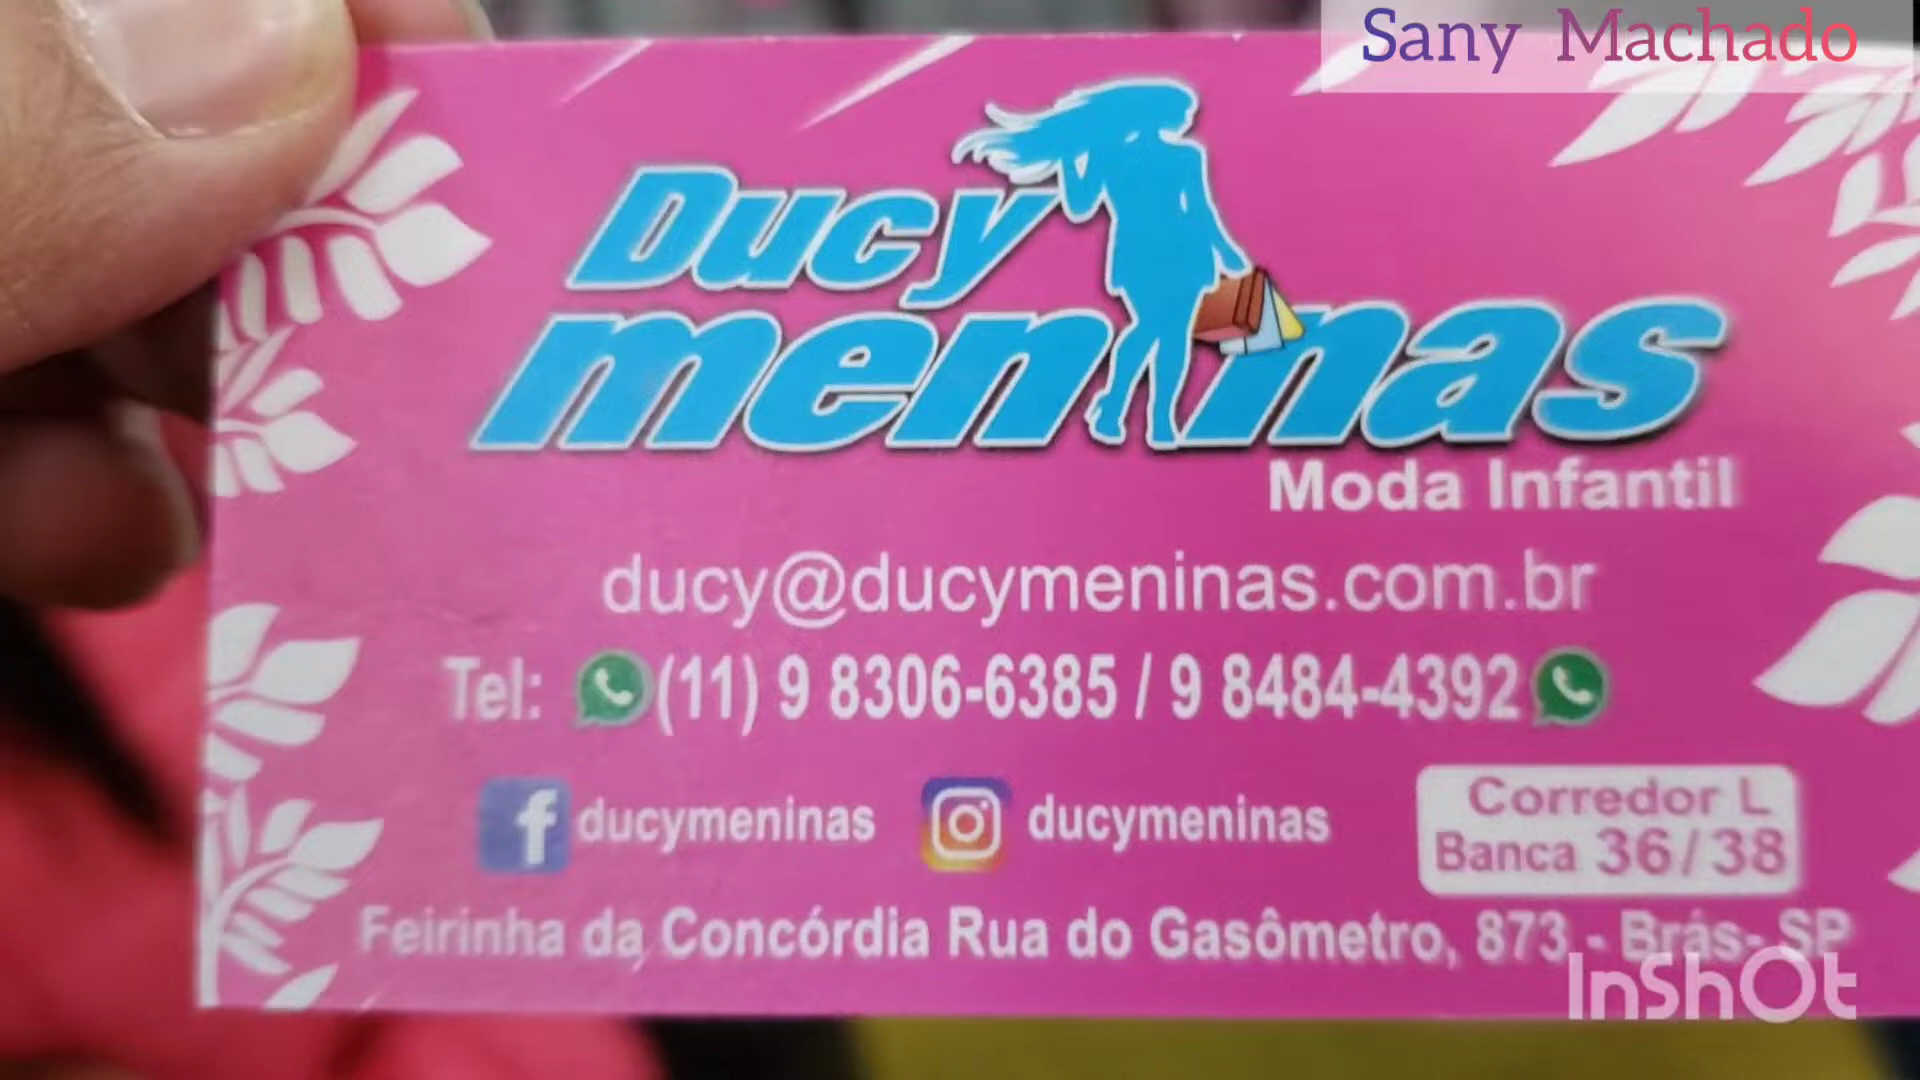 Sany Machado
Ducy
meninas
Moda Infantil
ducy@ducymeninas.com.br
Tel: (11) 9 8306-6385 / 9 8484-4392
ducymeninas ducymeninas
Corredor L
Banca 36/38
Feirinha da Concórdia Rua do Gasômetro, 873 - Brás- SP
InShOt